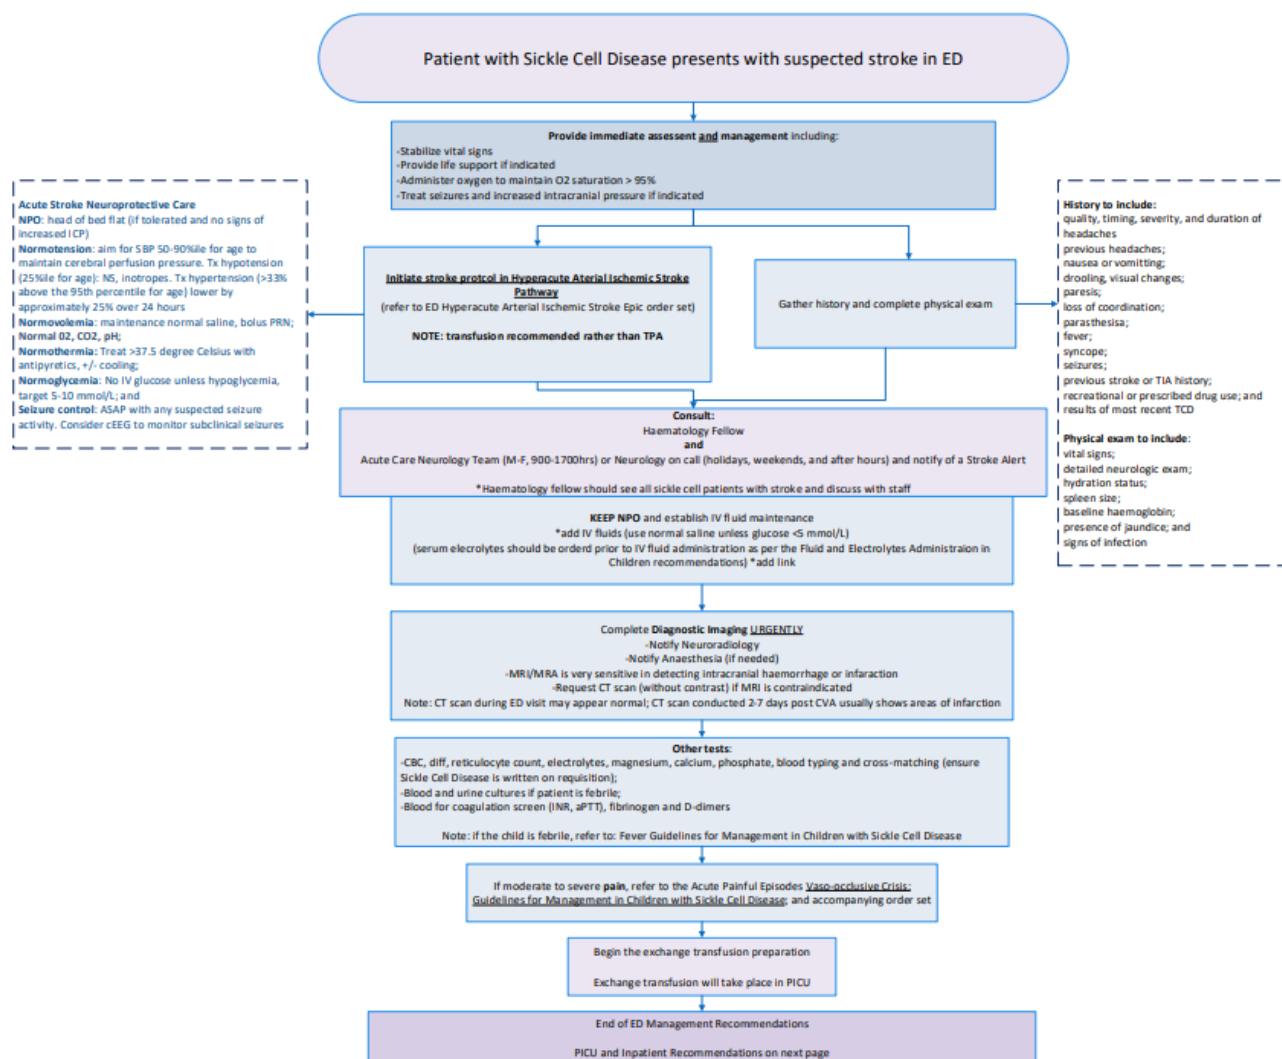 Patient with Sickle Cell Disease presents with suspected stroke in ED
Provide immediate assessent and management including:
-Stabilize vital signs
-Provide life support if indicated
-Administer oxygen to maintain O2 saturation > 95%
-Treat seizures and increased intracranial pressure if indicated
Acute Stroke Neuroprotective Care
NPO: head of bed flat (if tolerated and no signs of
increased ICP)
Normotension: aim for SBP 50-90%ile for age to
maintain cerebral perfusion pressure. Tx hypotension
(25%ile for age): NS, inotropes. Tx hypertension (>33%
above the 95th percentile for age) lower by
approximately 25% over 24 hours
Normovolemia: maintenance normal saline, bolus PRN;
Normal 02, CO2, pH;
Normothermia: Treat >37.5 degree Celsius with
antipyretics, +/- cooling;
Normoglycemia: No IV glucose unless hypoglycemia,
target 5-10 mmol/L; and
Seizure control: ASAP with any suspected seizure
activity. Consider cEEG to monitor subclinical seizures
Initiate stroke protcol in Hyperacute Aterial Ischemic Stroke
Pathway
(refer to ED Hyperacute Arterial Ischemic Stroke Epic order set)
NOTE: transfusion recommended rather than TPA
Gather history and complete physical exam
History to include:
quality, timing, severity, and duration of
headaches
previous headaches;
nausea or vomitting;
drooling, visual changes;
paresis;
loss of coordination;
parasthesisa;
fever;
syncope;
seizures;
previous stroke or TIA history;
recreational or prescribed drug use; and
results of most recent TCD
Physical exam to include:
vital signs;
detailed neurologic exam;
hydration status;
spleen size;
baseline haemoglobin;
presence of jaundice; and
signs of infection
Consult:
Haematology Fellow
and
Acute Care Neurology Team (M-F, 900-1700hrs) or Neurology on call (holidays, weekends, and after hours) and notify of a Stroke Alert
*Haematology fellow should see all sickle cell patients with stroke and discuss with staff
KEEP NPO and establish IV fluid maintenance
*add IV fluids (use normal saline unless glucose <5 mmol/L)
(serum elecrolytes should be orderd prior to IV fluid administration as per the Fluid and Electrolytes Administraion in
Children recommendations) *add link
Complete Diagnostic Imaging URGENTLY
-Notify Neuroradiology
-Notify Anaesthesia (if needed)
-MRI/MRA is very sensitive in detecting intracranial haemorrhage or infaraction
-Request CT scan (without contrast) if MRI is contraindicated
Note: CT scan during ED visit may appear normal; CT scan conducted 2-7 days post CVA usually shows areas of infarction
Other tests:
-CBC, diff, reticulocyte count, electrolytes, magnesium, calcium, phosphate, blood typing and cross-matching (ensure
Sickle Cell Disease is written on requisition);
-Blood and urine cultures if patient is febrile;
-Blood for coagulation screen (INR, aPTT), fibrinogen and D-dimers
Note: if the child is febrile, refer to: Fever Guidelines for Management in Children with Sickle Cell Disease
If moderate to severe pain, refer to the Acute Painful Episodes Vaso-occlusive Crisis:
Guidelines for Management in Children with Sickle Cell Disease; and accompanying order set
Begin the exchange transfusion preparation
Exchange transfusion will take place in PICU
End of ED Management Recommendations
PICU and Inpatient Recommendations on next page